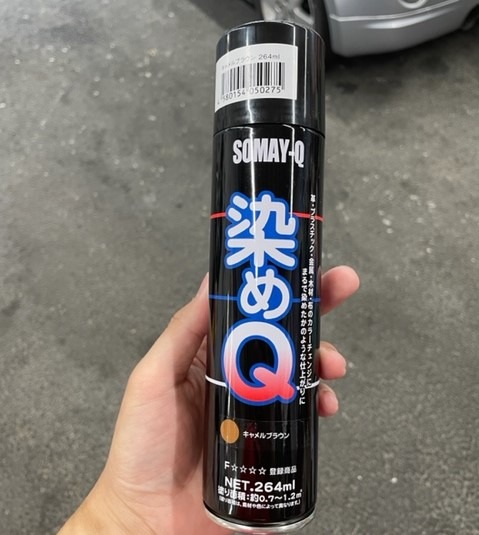 キャメルブラウン 264ml
4580154050275
SOMAY-Q
染めQ
革・プラスチック・金属・木材・布のカラーチェンジに
まるで染めたかのような仕上がりに
キャメルブラウン
F☆☆☆☆ 登録商品
NET.264ml
塗り面積:約0.7~1.2㎡